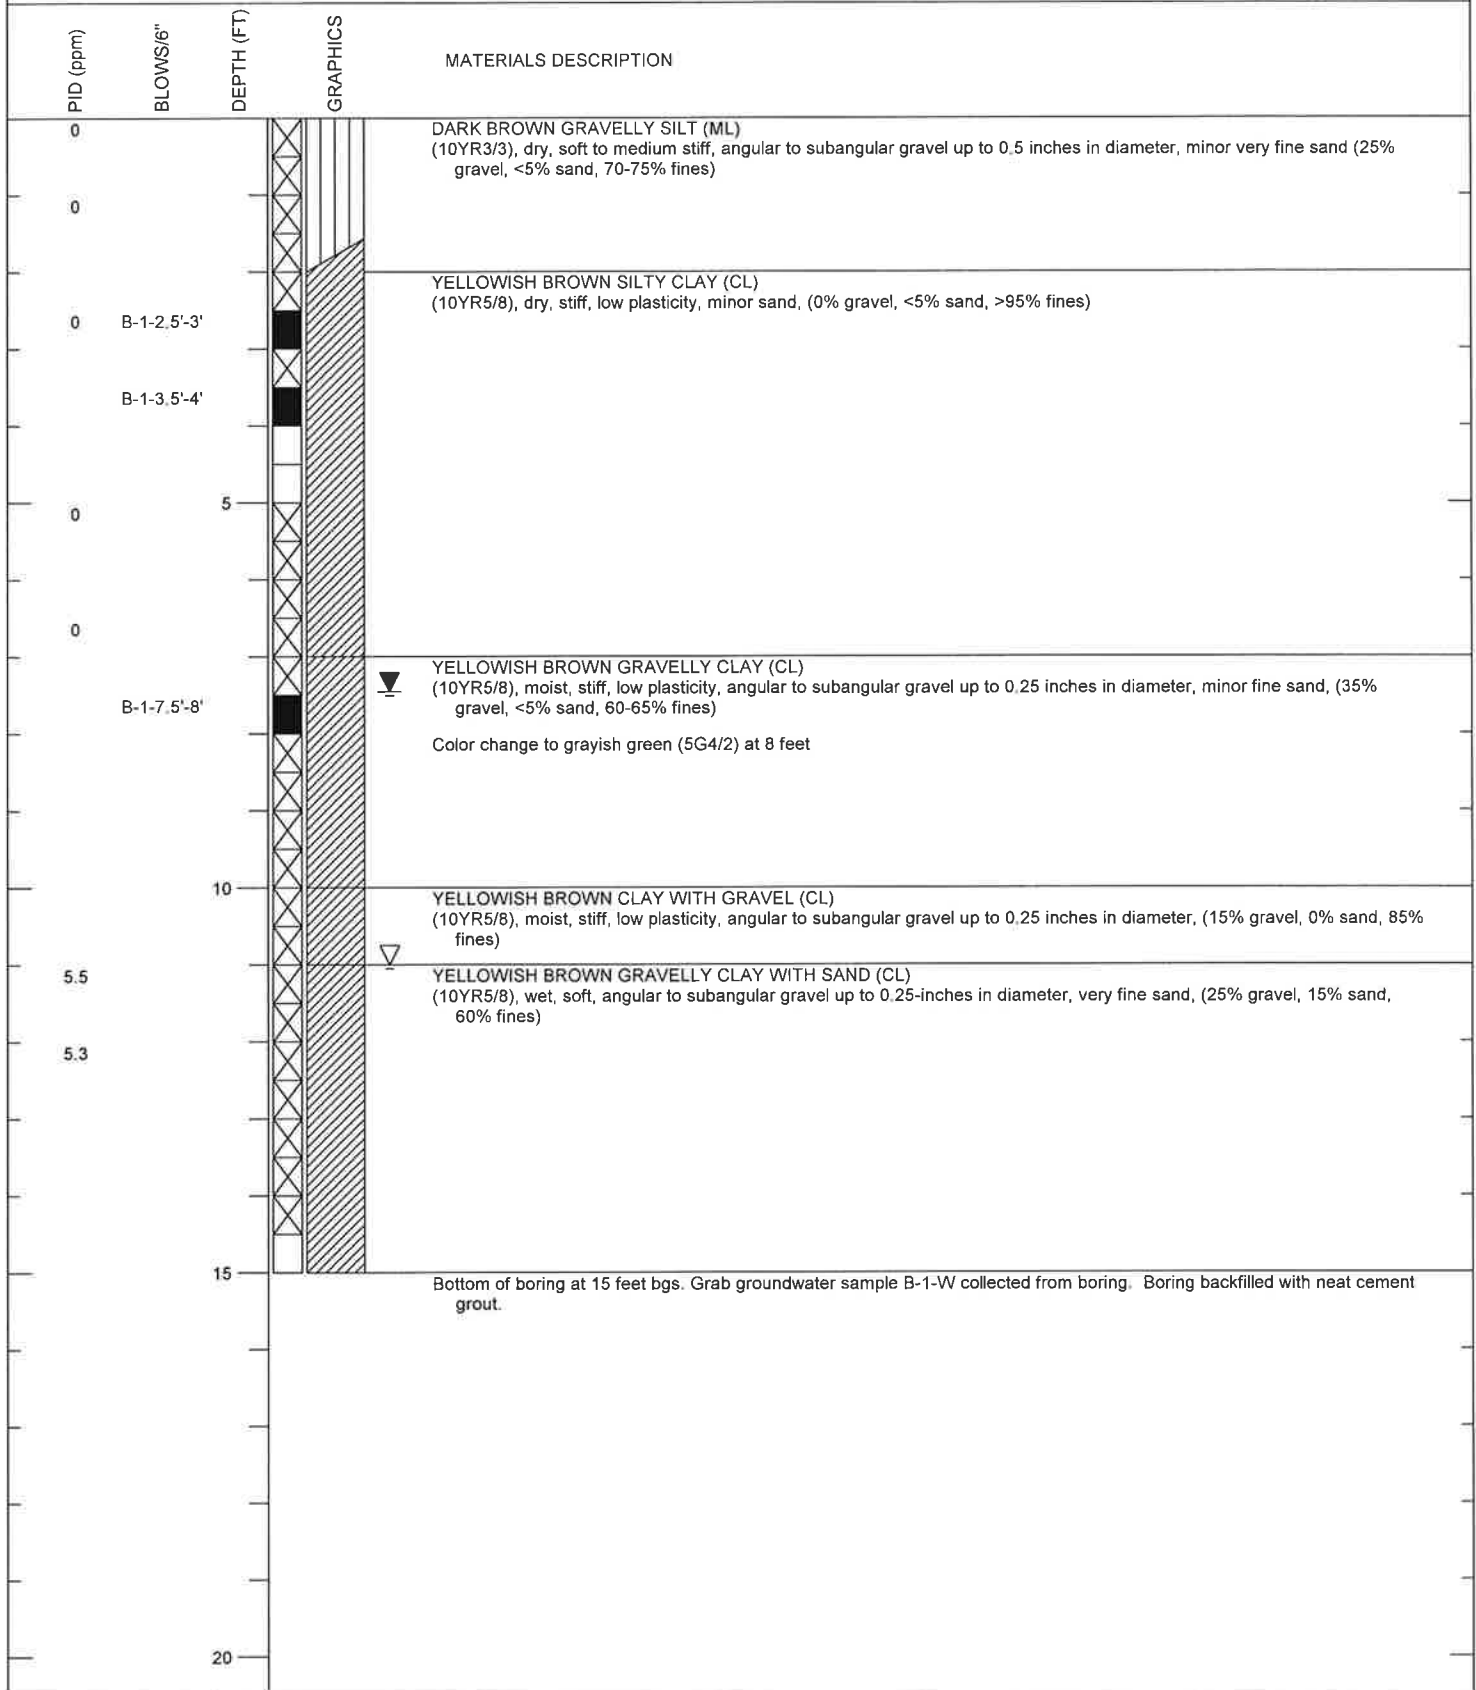 PID (ppm)
BLOWS/6"
DEPTH (FT)
GRAPHICS
MATERIALS DESCRIPTION
0
DARK BROWN GRAVELLY SILT (ML)
(10YR3/3), dry, soft to medium stiff, angular to subangular gravel up to 0.5 inches in diameter, minor very fine sand (25%
gravel, <5% sand, 70-75% fines)
0
YELLOWISH BROWN SILTY CLAY (CL)
(10YR5/8), dry, stiff, low plasticity, minor sand, (0% gravel, <5% sand, >95% fines)
0
B-1-2.5'-3'
B-1-3.5'-4'
5
0
0
YELLOWISH BROWN GRAVELLY CLAY (CL)
(10YR5/8), moist, stiff, low plasticity, angular to subangular gravel up to 0.25 inches in diameter, minor fine sand, (35%
gravel, <5% sand, 60-65% fines)
B-1-7.5'-8'
Color change to grayish green (5G4/2) at 8 feet
10
YELLOWISH BROWN CLAY WITH GRAVEL (CL)
(10YR5/8), moist, stiff, low plasticity, angular to subangular gravel up to 0.25 inches in diameter, (15% gravel, 0% sand, 85%
fines)
5.5
YELLOWISH BROWN GRAVELLY CLAY WITH SAND (CL)
(10YR5/8), wet, soft, angular to subangular gravel up to 0.25-inches in diameter, very fine sand, (25% gravel, 15% sand,
60% fines)
5.3
15
Bottom of boring at 15 feet bgs. Grab groundwater sample B-1-W collected from boring. Boring backfilled with neat cement
grout.
20